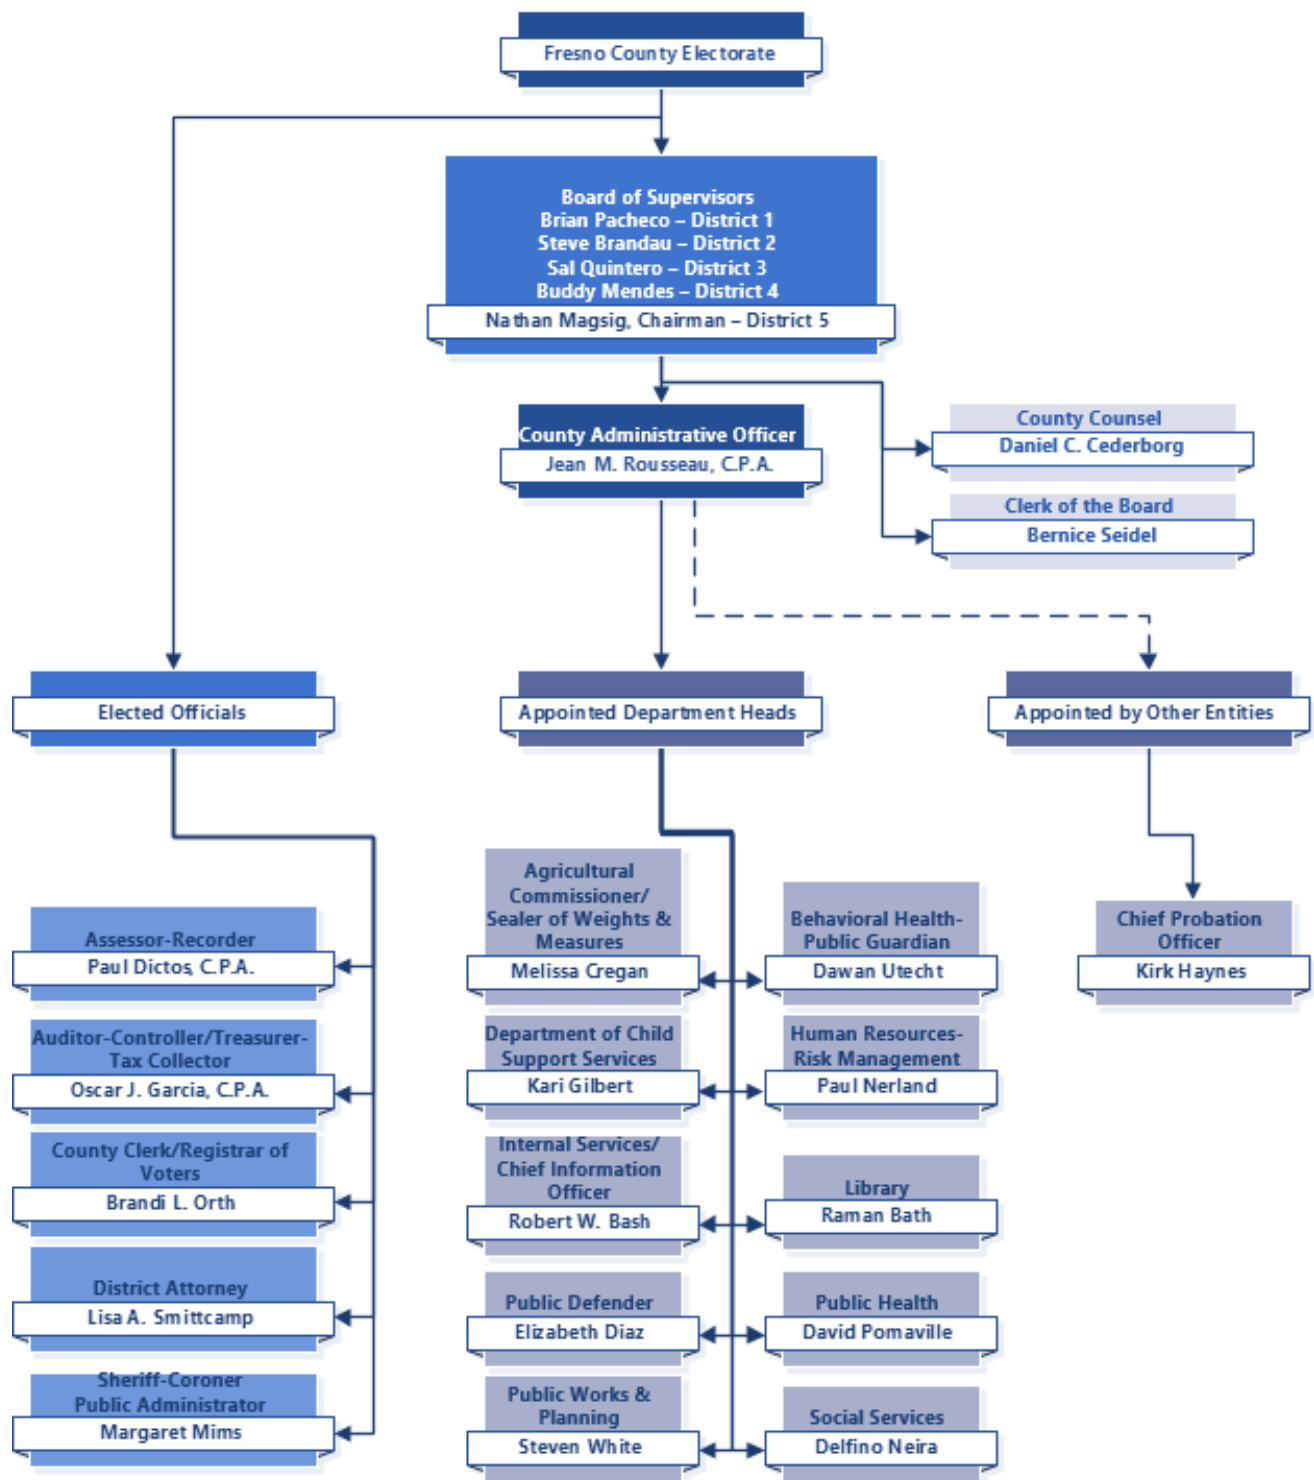 Fresno County Electorate
Board of Supervisors
Brian Pacheco – District 1
Steve Brandau – District 2
Sal Quintero – District 3
Buddy Mendes – District 4
Nathan Magsig, Chairman – District 5
County Administrative Officer
Jean M. Rousseau, C.P.A.
County Counsel
Daniel C. Cederborg
Clerk of the Board
Bernice Seidel
Elected Officials
Appointed Department Heads
Appointed by Other Entities
Assessor-Recorder
Paul Dictos, C.P.A.
Auditor-Controller/Treasurer-
Tax Collector
Oscar J. Garcia, C.P.A.
County Clerk/Registrar of
Voters
Brandi L. Orth
District Attorney
Lisa A. Smittcamp
Sheriff-Coroner
Public Administrator
Margaret Mims
Agricultural
Commissioner/
Sealer of Weights &
Measures
Melissa Cregan
Behavioral Health-
Public Guardian
Dawan Utecht
Department of Child
Support Services
Kari Gilbert
Human Resources-
Risk Management
Paul Nerland
Internal Services/
Chief Information
Officer
Robert W. Bash
Library
Raman Bath
Public Defender
Elizabeth Diaz
Public Health
David Pomaville
Public Works &
Planning
Steven White
Social Services
Delfino Neira
Chief Probation
Officer
Kirk Haynes